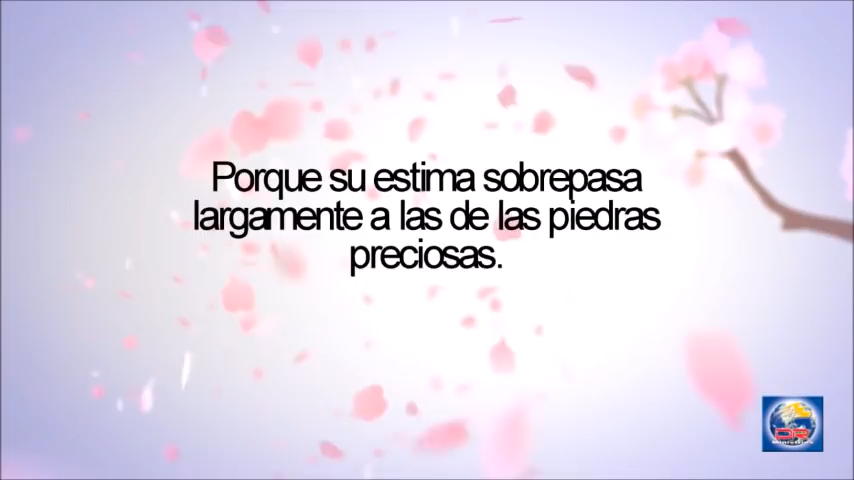 Porque su estima sobrepasa
largamente a las de las piedras
preciosas.